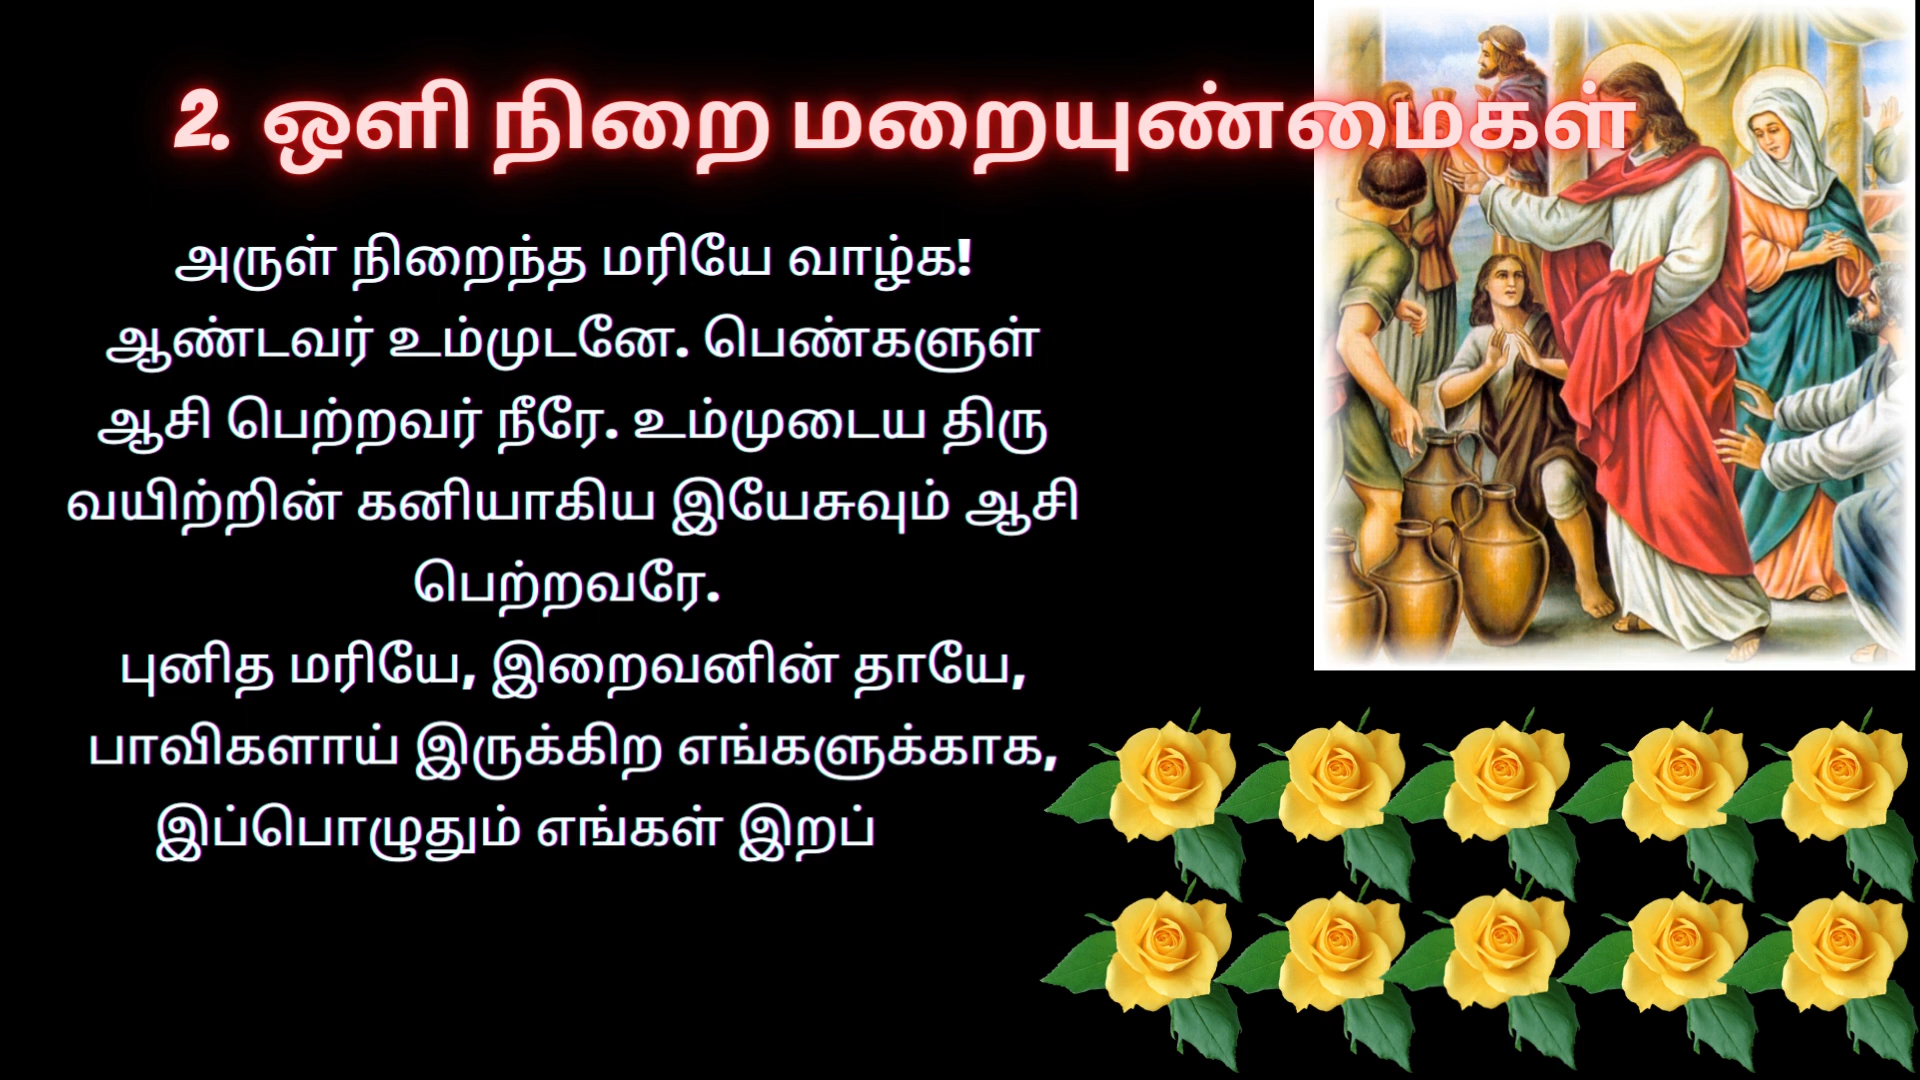 2. ஒளி நிறை மறையுண்மைகள்
அருள் நிறைந்த மரியே வாழ்க!
ஆண்டவர் உம்முடனே. பெண்களுள்
ஆசி பெற்றவர் நீரே. உம்முடைய திரு
வயிற்றின் கனியாகிய இயேசுவும் ஆசி
பெற்றவரே.
புனித மரியே, இறைவனின் தாயே,
பாவிகளாய் இருக்கிற எங்களுக்காக,
இப்பொழுதும் எங்கள் இறப்